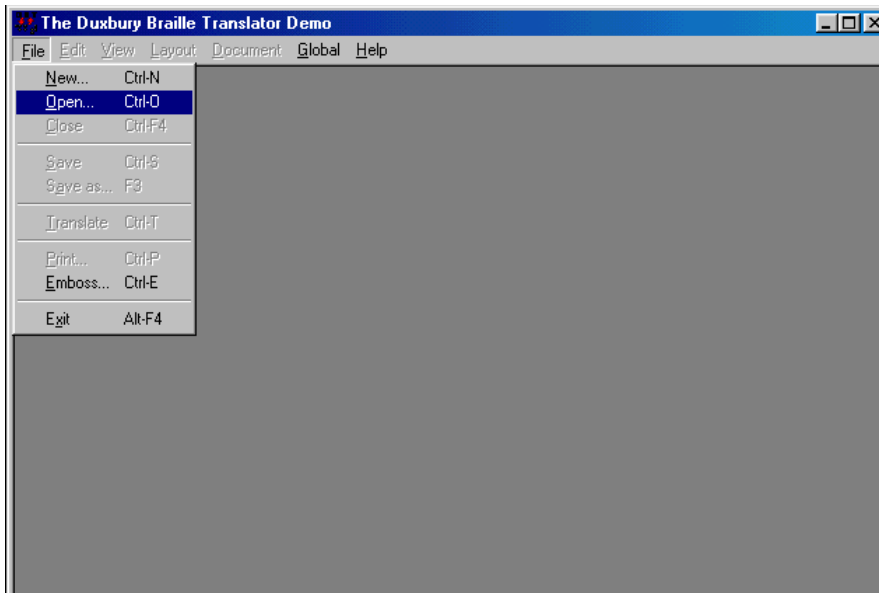 The Duxbury Braille Translator Demo
File Edit View Layout Document Global Help
New... Ctrl-N
Open... Ctrl-O
Close Ctrl-F4
Save Ctrl-S
Save as... F3
Translate Ctrl-T
Print... Ctrl-P
Emboss... Ctrl-E
Exit Alt-F4